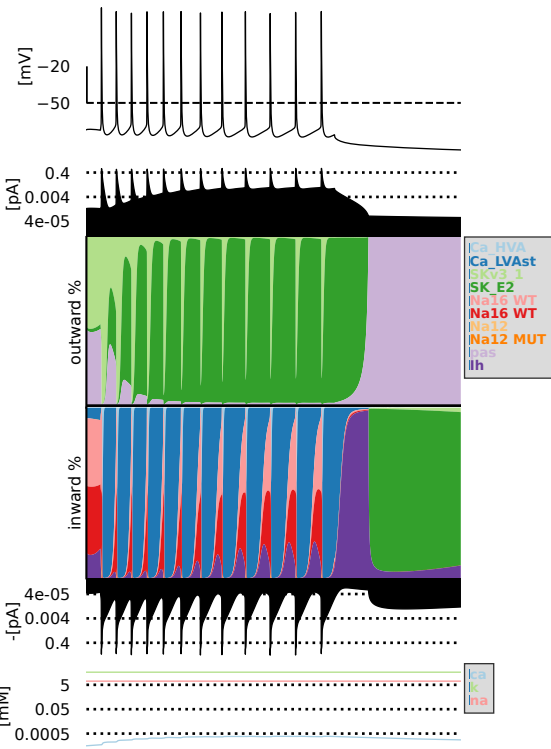 [mV]
−20
−50
[pA]
0.4
0.004
4e-05
outward %
Ca_HVA
Ca_LVAst
SKv3_1
SK_E2
Na16 WT
Na16 WT
Na12
Na12 MUT
pas
Ih
inward %
-[pA]
4e-05
0.004
0.4
[mM]
5
0.05
0.0005
ca
k
na